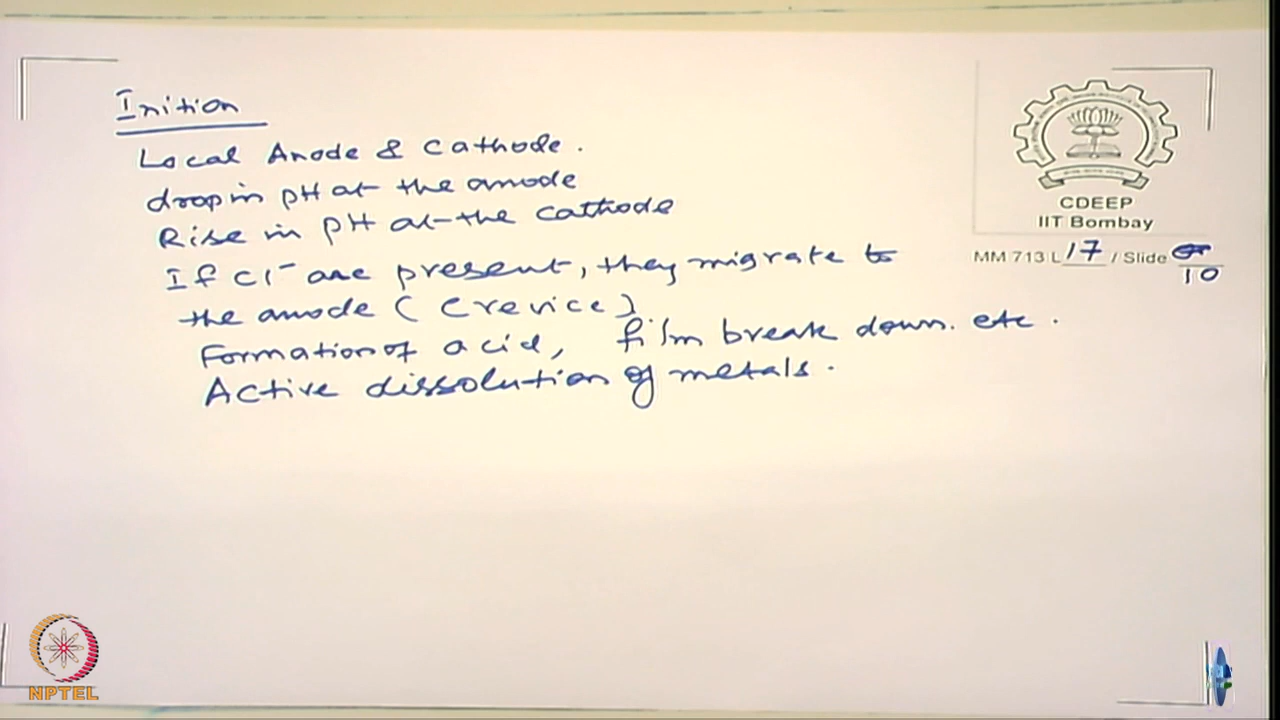 Inition
Local Anode & cathode.
drop in pH at the anode
Rise in pH at the cathode
If Cl⁻ are present, they migrate to
the anode (crevice)
Formation of acid, film break down. etc.
Active dissolution of metals.
CDEEP
IIT Bombay
MM 713 L 17 / Slide
10
NPTEL